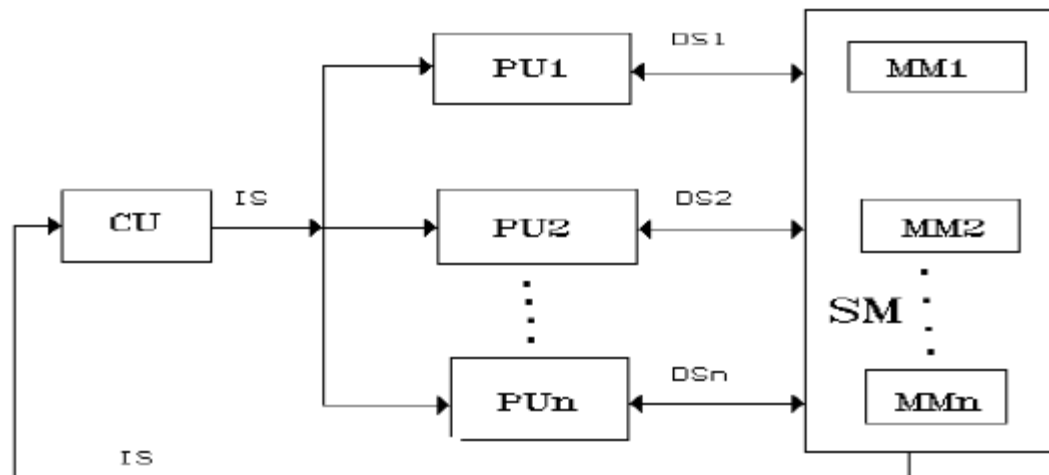 DS1
PU1
MM1
IS
DS2
CU
PU2
MM2
SM
DSn
PUn
MMn
IS